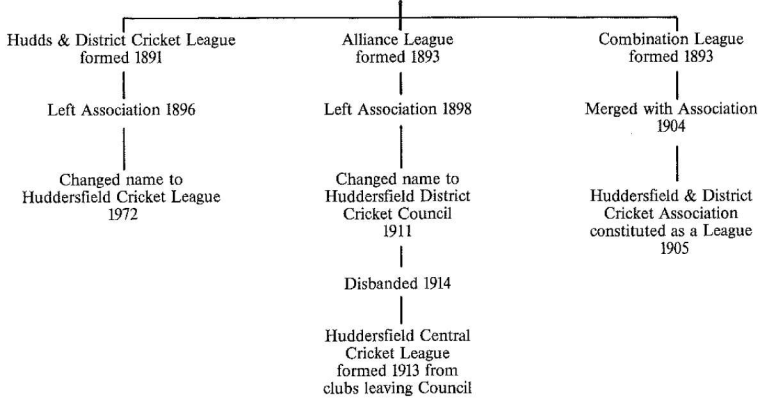 Hudds & District Cricket League
formed 1891
Left Association 1896
Changed name to
Huddersfield Cricket League
1972
Alliance League
formed 1893
Left Association 1898
Changed name to
Huddersfield District
Cricket Council
1911
Disbanded 1914
Huddersfield Central
Cricket League
formed 1913 from
clubs leaving Council
Combination League
formed 1893
Merged with Association
1904
Huddersfield & District
Cricket Association
constituted as a League
1905